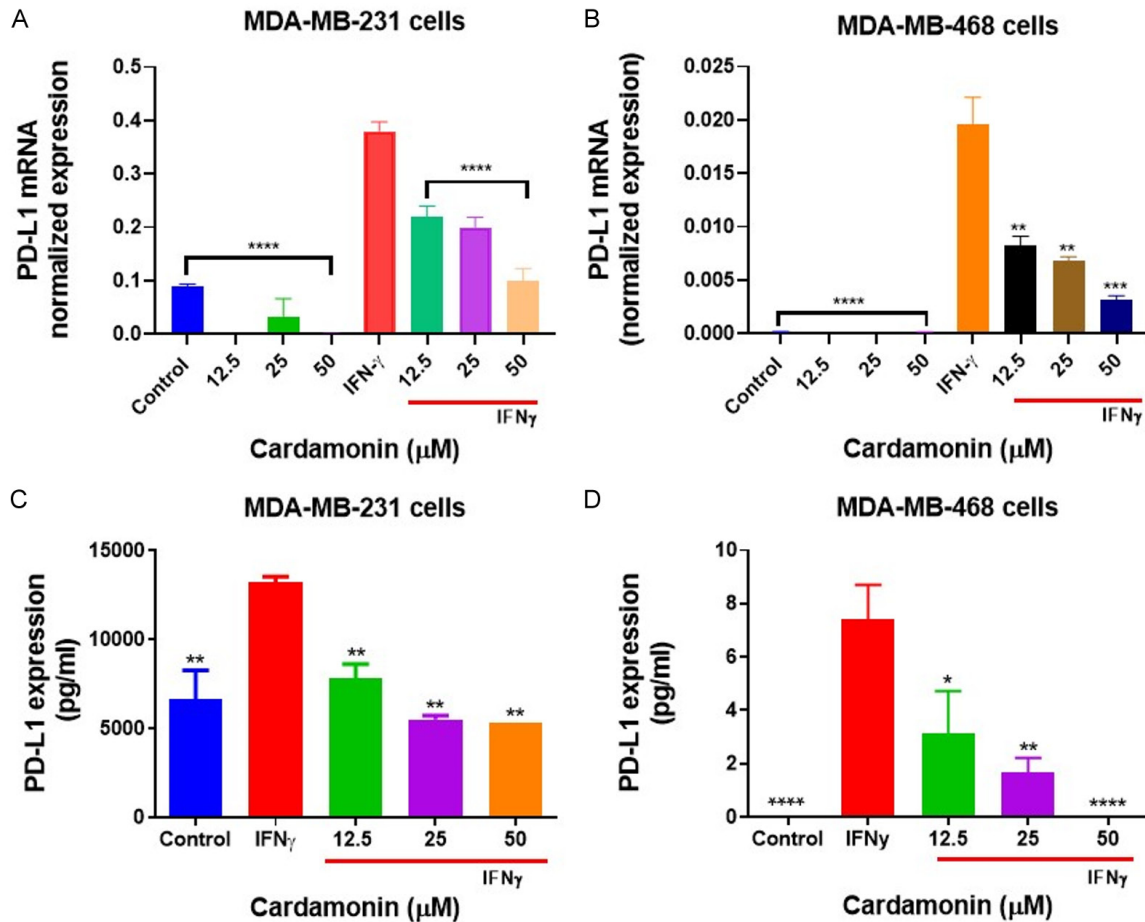 A
MDA-MB-231 cells
PD-L1 mRNA
normalized expression
0.5
0.4
0.3
0.2
0.1
0.0
****
****
Control 12.5 25 50 IFN-γ 12.5 25 50
IFNγ
Cardamonin (μM)
B
MDA-MB-468 cells
PD-L1 mRNA
(normalized expression)
0.025
0.020
0.015
0.010
0.005
0.000
****
** ** ***
Control 12.5 25 50 IFN-γ 12.5 25 50
IFNγ
Cardamonin (μM)
C
MDA-MB-231 cells
PD-L1 expression
(pg/ml)
15000
10000
5000
0
** ** ** **
Control IFNγ 12.5 25 50
IFNγ
Cardamonin (μM)
D
MDA-MB-468 cells
PD-L1 expression
(pg/ml)
10
8
6
4
2
0
**** * ** ****
Control IFNy 12.5 25 50
IFNγ
Cardamonin (μM)